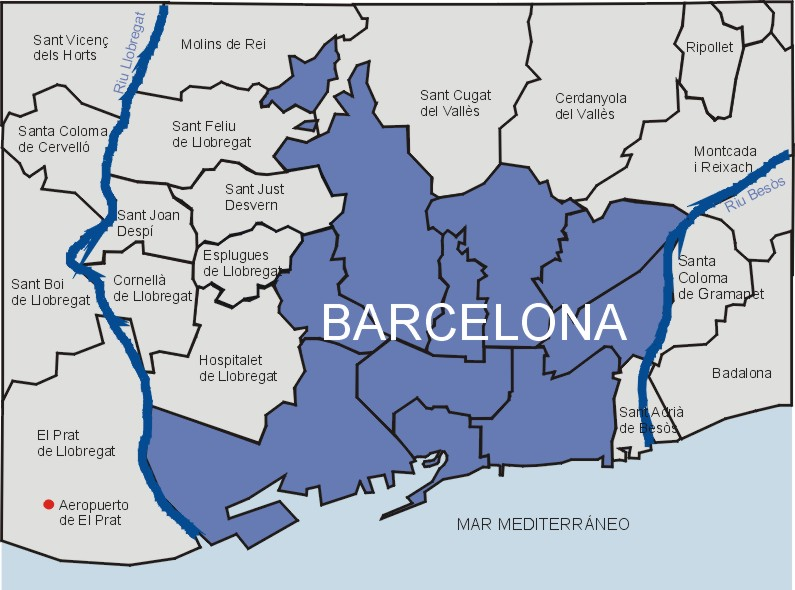 Sant Vicenç
dels Horts
Riu Llobregat
Molins de Rei
Ripollet
Sant Cugat
del Vallès
Cerdanyola
del Vallès
Santa Coloma
de Cervelló
Sant Feliu
de Llobregat
Montcada
i Reixach
Riu Besòs
Sant Just
Desvern
Sant Joan
Despí
Esplugues
de Llobregat
Sant Boi
de Llobregat
Cornellà
de Llobregat
Santa
Coloma
de Gramanet
BARCELONA
Hospitalet
de Llobregat
Badalona
Sant Adrià
de Besòs
El Prat
de Llobregat
Aeropuerto
de El Prat
MAR MEDITERRÁNEO